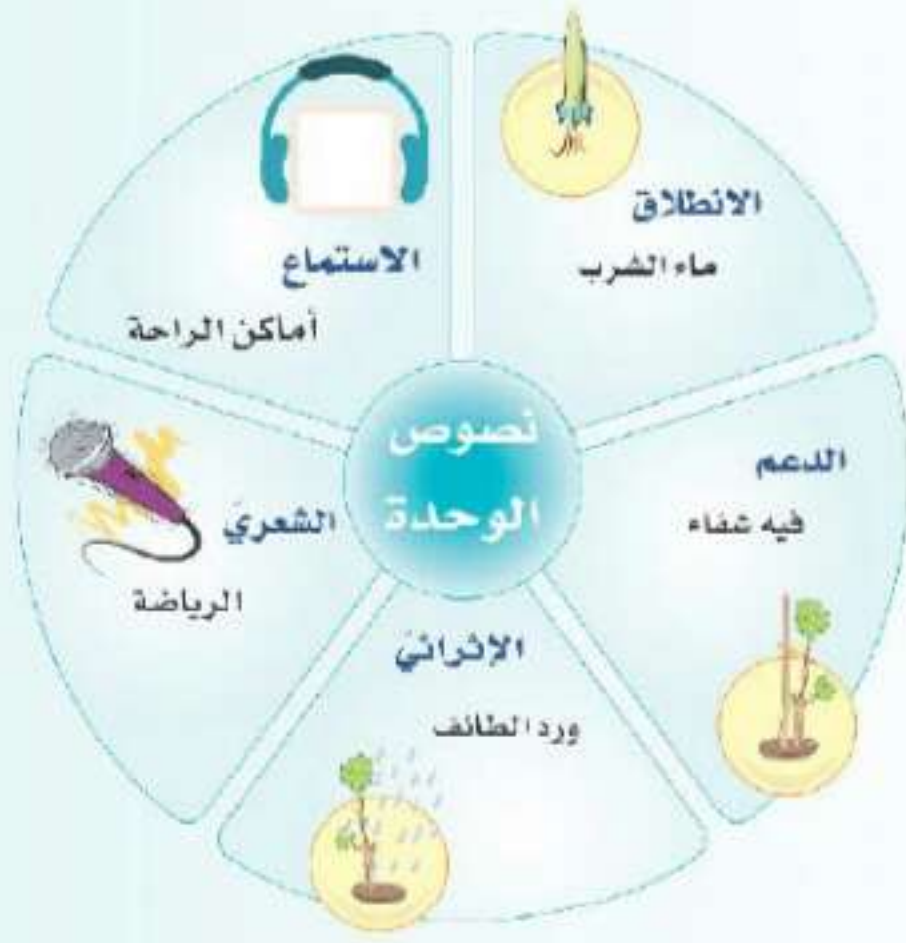 نصوص
الوحدة
الانطلاق
ماء الشرب
الدعم
فيه شفاء
الإثرائيَ
ورد الطائف
الشعريَ
الرياضة
الاستماع
أماكن الراحة